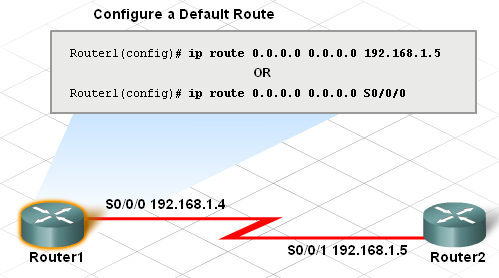 Configure a Default Route
Router1(config)# ip route 0.0.0.0 0.0.0.0 192.168.1.5
OR
Router1(config)# ip route 0.0.0.0 0.0.0.0 S0/0/0
S0/0/0 192.168.1.4
Router1
S0/0/1 192.168.1.5
Router2